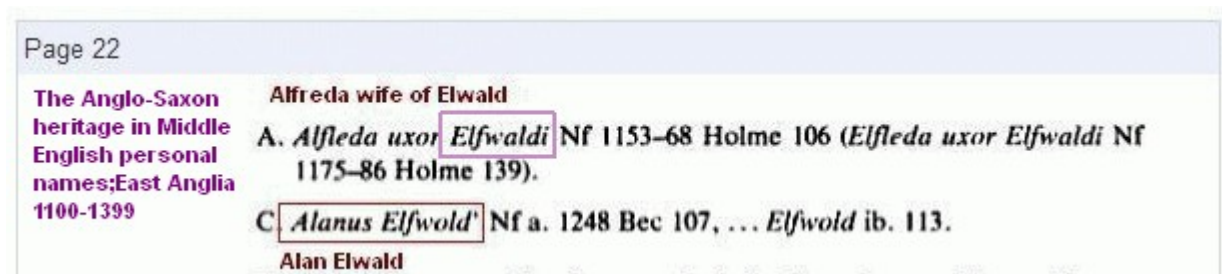 Page 22
The Anglo-Saxon
heritage in Middle
English personal
names;East Anglia
1100-1399
Alfreda wife of Elwald
A. Alfleda uxor Elfwaldi Nf 1153–68 Holme 106 (Elfleda uxor Elfwaldi Nf
1175–86 Holme 139).
C. Alanus Elfwold' Nf a. 1248 Bec 107, ... Elfwold ib. 113.
Alan Elwald